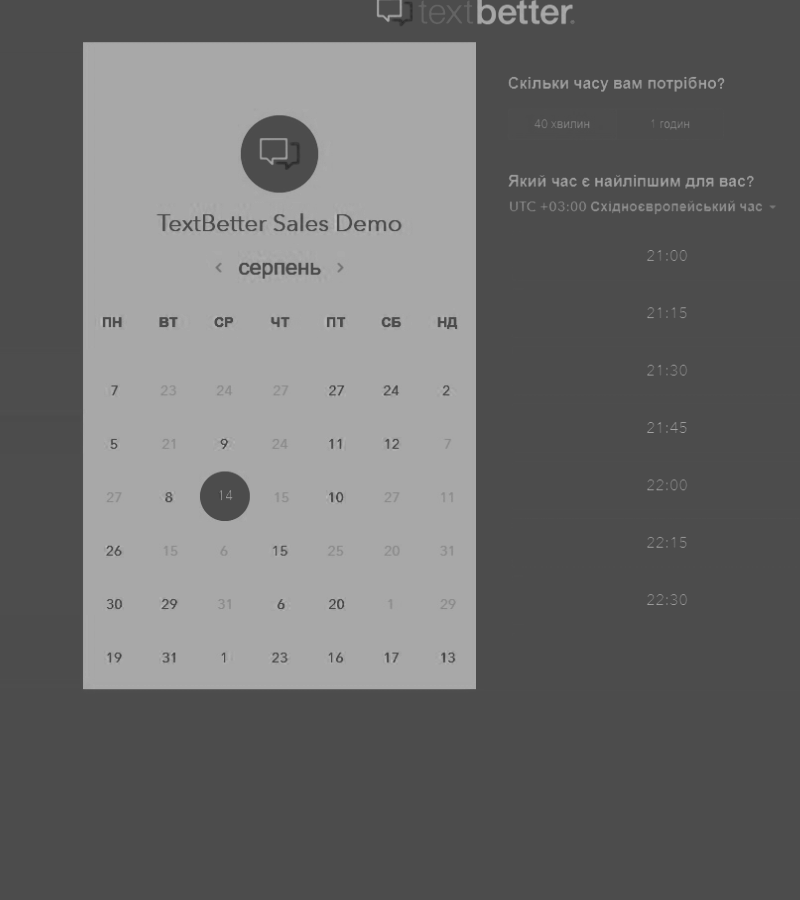 textbetter.
TextBetter Sales Demo
серпень
ПН ВТ СР ЧТ ПТ СБ НД
7 23 24 27 27 24 2
5 21 9 24 11 12 7
27 8 14 15 10 27 11
26 15 6 15 25 20 31
30 29 31 6 20 1 29
19 31 1 23 16 17 13
Скільки часу вам потрібно?
40 хвилин 1 годин
Який час є найліпшим для вас?
UTC +03:00 Східноєвропейський час
21:00
21:15
21:30
21:45
22:00
22:15
22:30